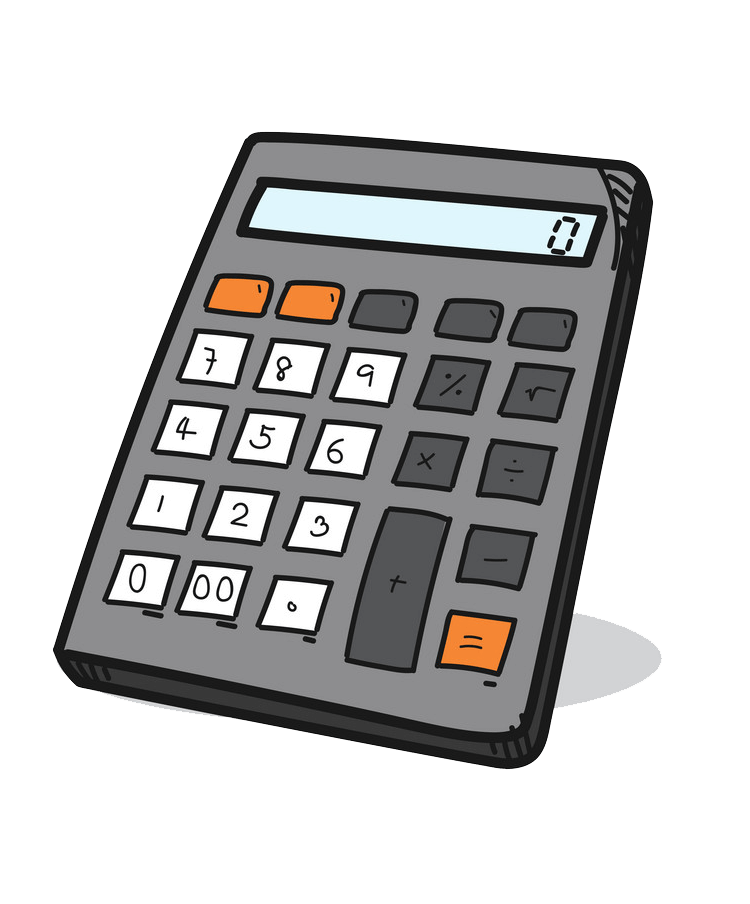 0
7 8 9 % √
4 5 6 × ÷
1 2 3
0 00 . + −
=